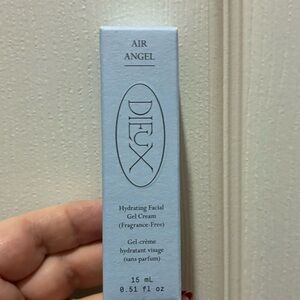 AIR
ANGEL
DIEUX
Hydrating Facial
Gel Cream
(Fragrance-Free)
Gel-crème
hydratant visage
(sans parfum)
15 mL
0.51 fl oz